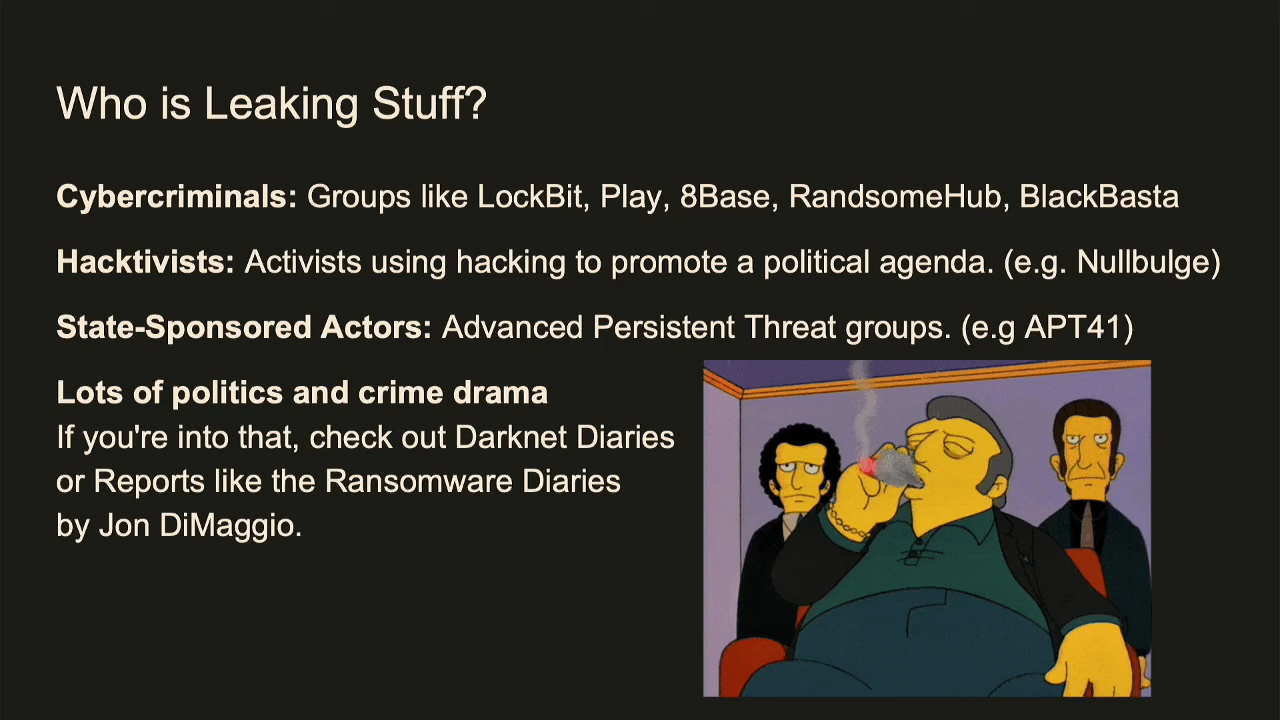 Who is Leaking Stuff?
Cybercriminals: Groups like LockBit, Play, 8Base, RandsomeHub, BlackBasta
Hacktivists: Activists using hacking to promote a political agenda. (e.g. Nullbulge)
State-Sponsored Actors: Advanced Persistent Threat groups. (e.g APT41)
Lots of politics and crime drama
If you're into that, check out Darknet Diaries
or Reports like the Ransomware Diaries
by Jon DiMaggio.